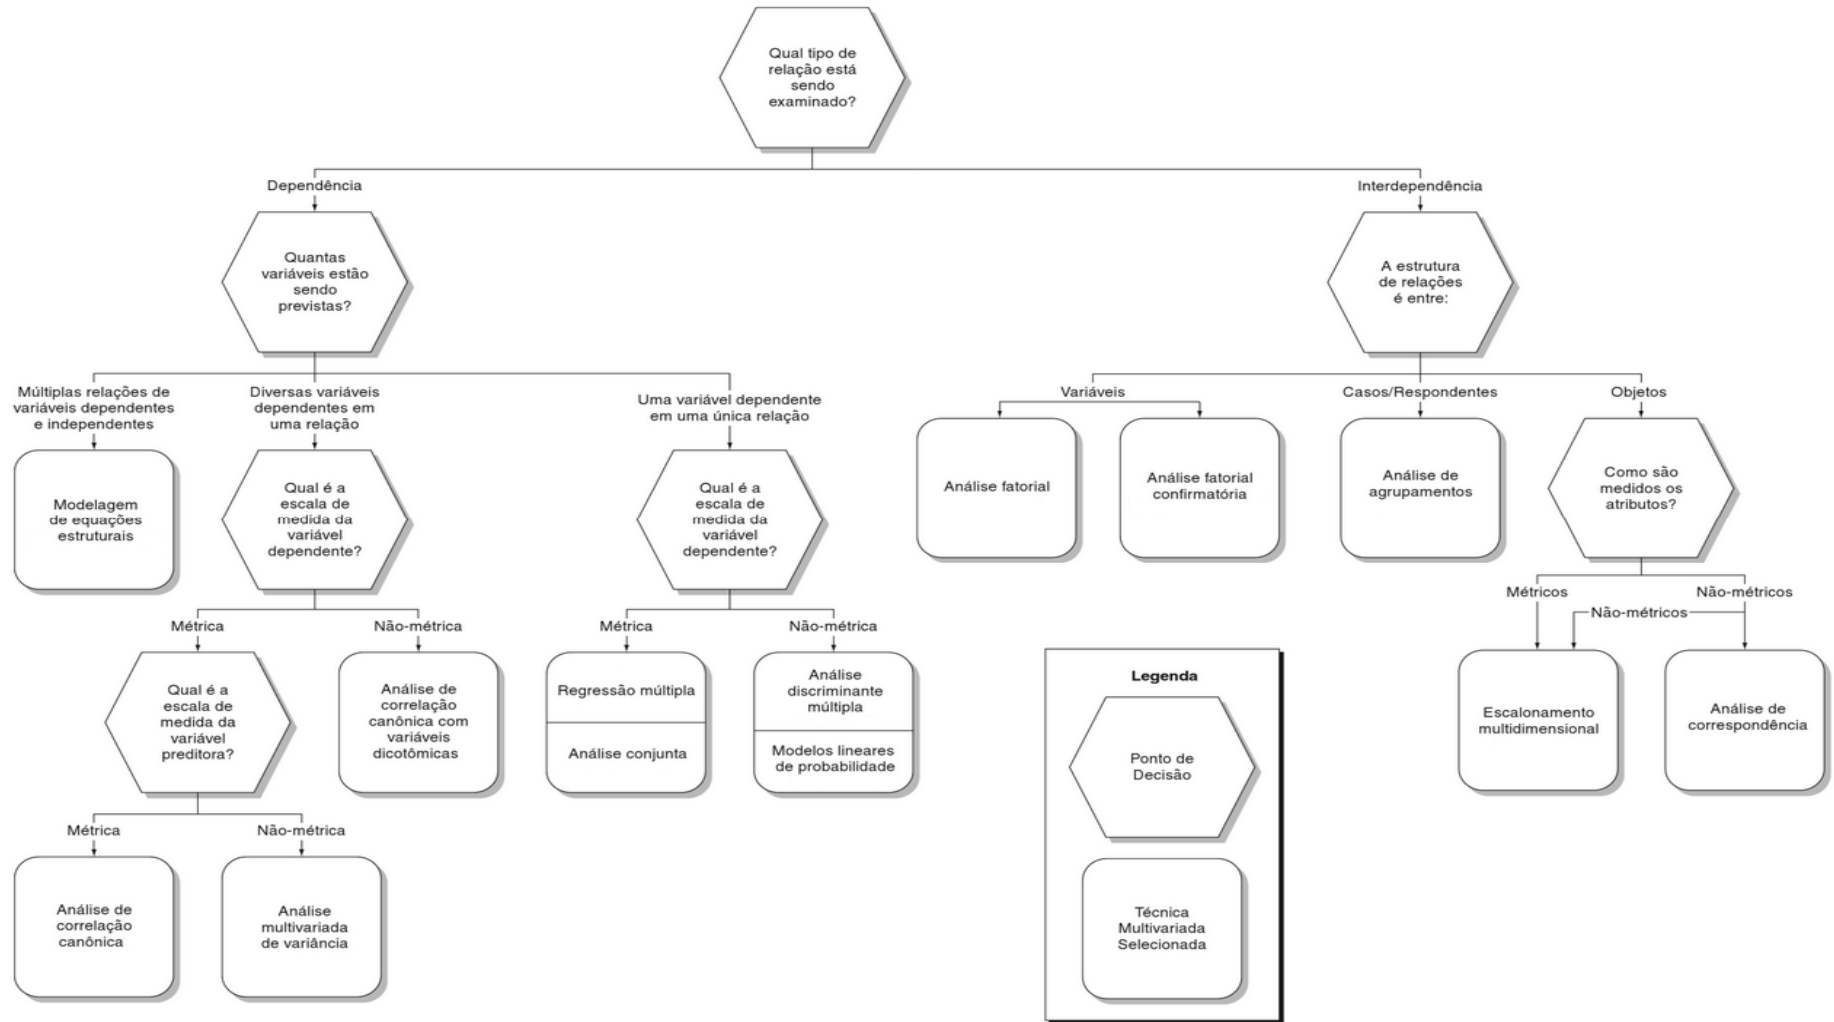 Qual tipo de
relação está
sendo
examinado?
Dependência
Interdependência
Quantas
variáveis estão
sendo
previstas?
A estrutura
de relações
é entre:
Múltiplas relações de
variáveis dependentes
e independentes
Diversas variáveis
dependentes em
uma relação
Uma variável dependente
em uma única relação
Variáveis
Casos/Respondentes
Objetos
Modelagem
de equações
estruturais
Qual é a
escala de
medida da
variável
dependente?
Qual é a
escala de
medida da
variável
dependente?
Análise fatorial
Análise fatorial
confirmatória
Análise de
agrupamentos
Como são
medidos os
atributos?
Métrica
Não-métrica
Métrica
Não-métrica
Métricos
Não-métricos
Não-métricos
Qual é a
escala de
medida da
variável
preditora?
Análise de
correlação
canônica com
variáveis
dicotômicas
Regressão múltipla
Análise conjunta
Análise
discriminante
múltipla
Modelos lineares
de probabilidade
Escalonamento
multidimensional
Análise de
correspondência
Métrica
Não-métrica
Análise de
correlação
canônica
Análise
multivariada
de variância
Legenda
Ponto de
Decisão
Técnica
Multivariada
Selecionada